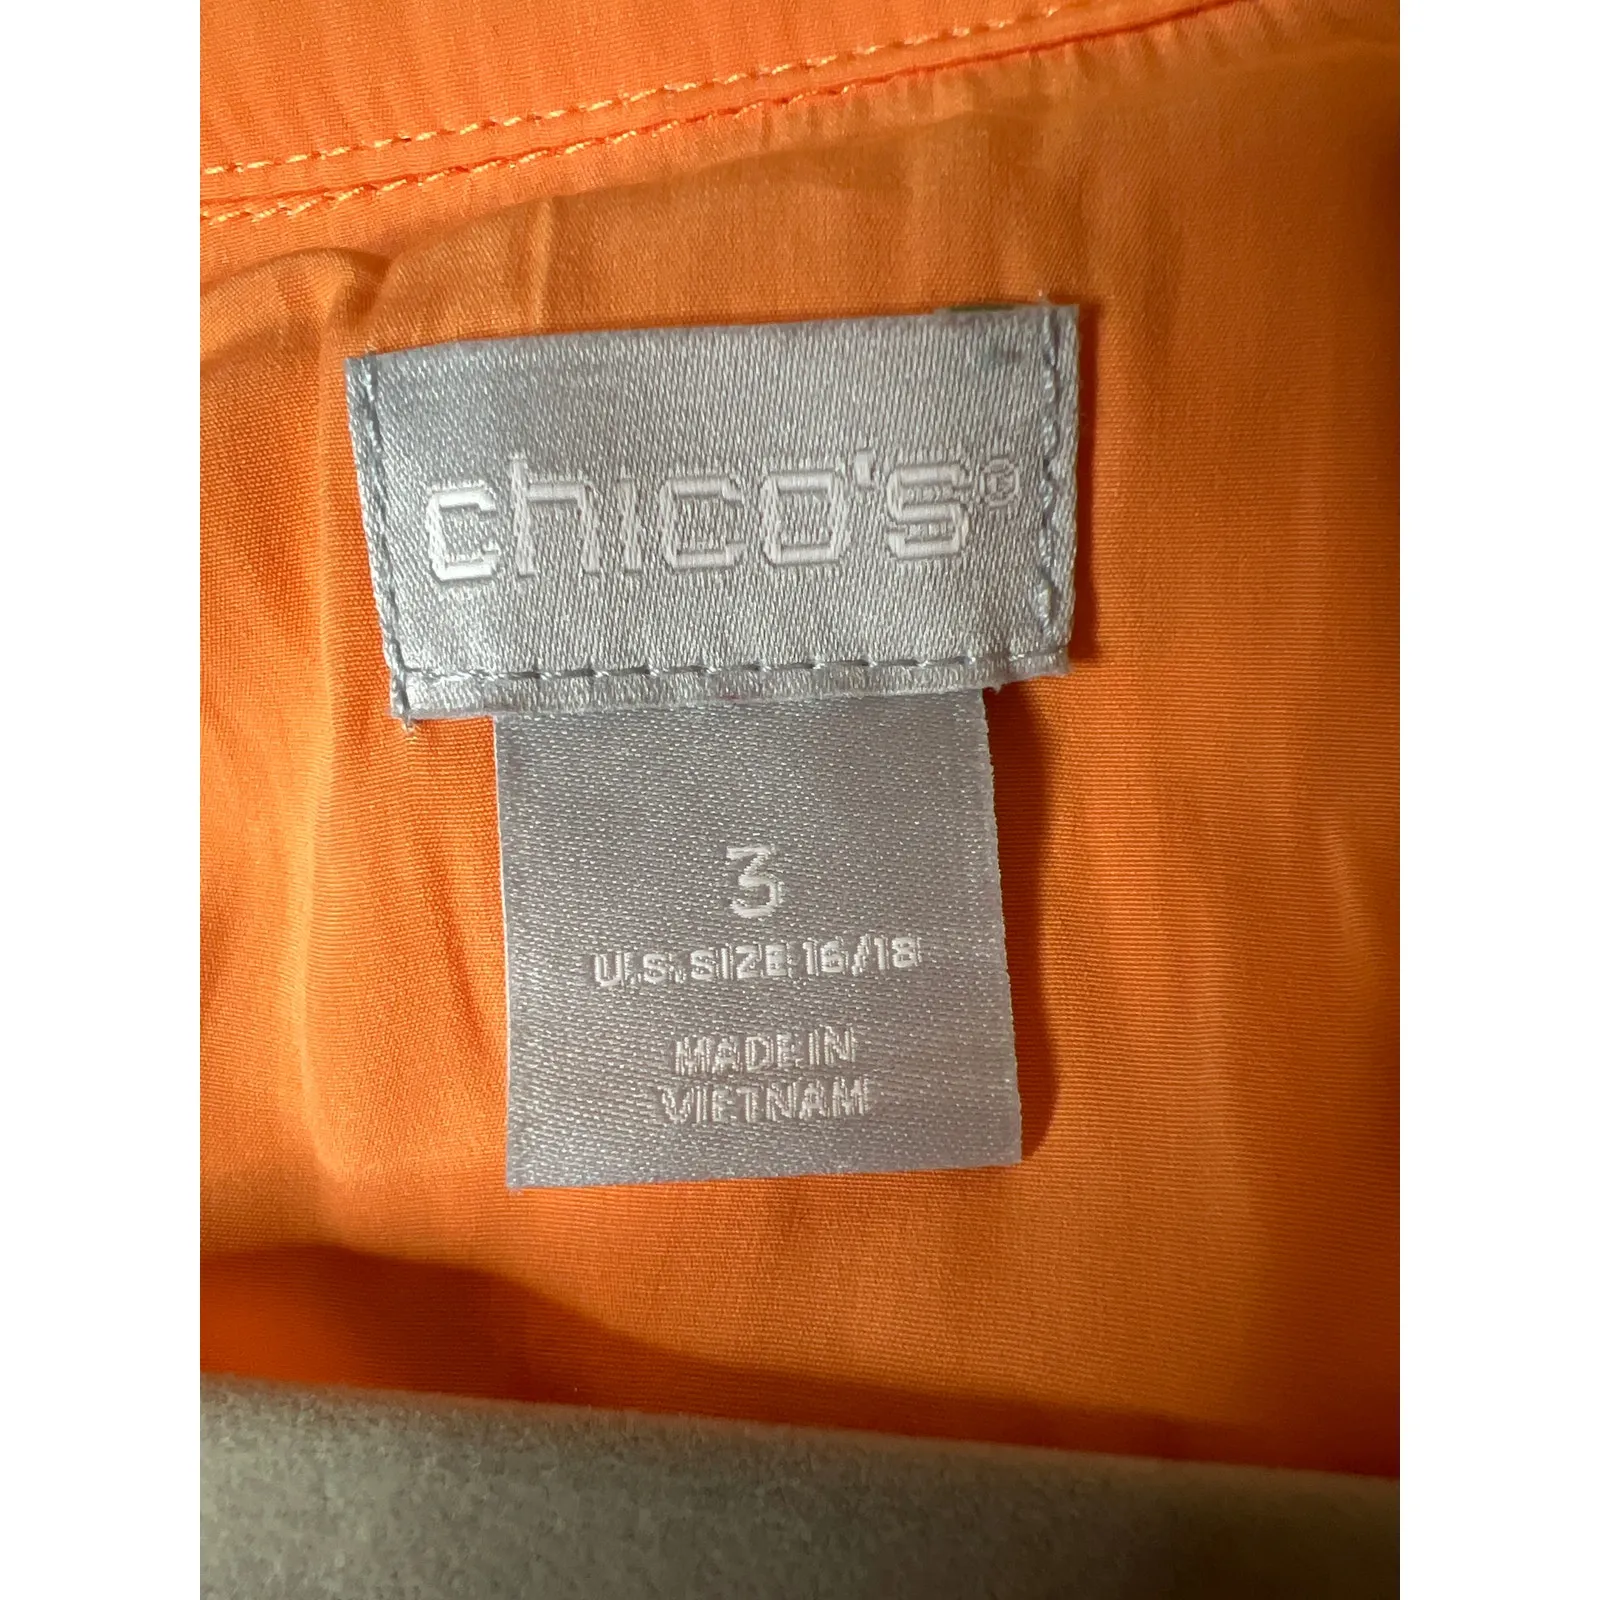 chico's®
3
U.S. SIZE 16/18
MADE IN
VIETNAM